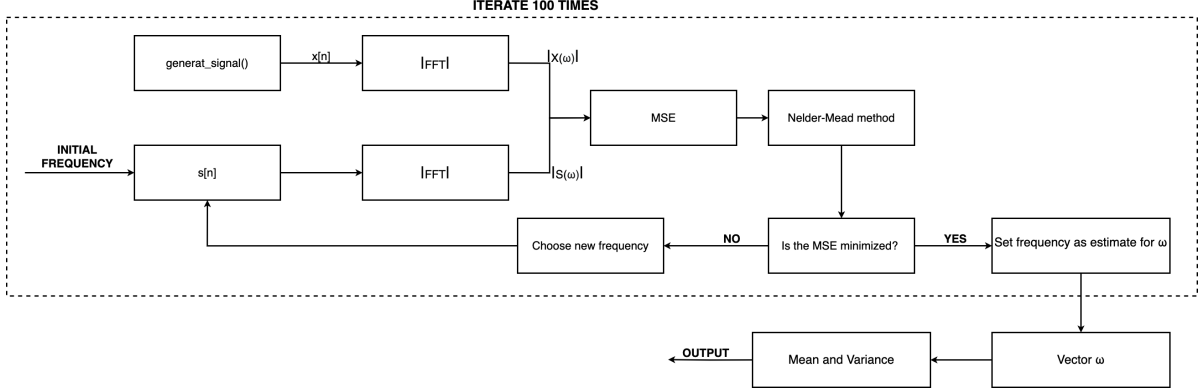 ITERATE 100 TIMES
generat_signal()
x[n]
|FFT|
|X(ω)|
MSE
Nelder-Mead method
INITIAL
FREQUENCY
s[n]
|FFT|
|S(ω)|
Choose new frequency
NO
Is the MSE minimized?
YES
Set frequency as estimate for ω
OUTPUT
Mean and Variance
Vector ω